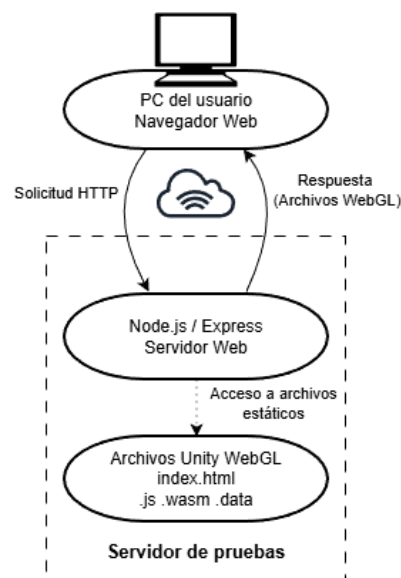 PC del usuario
Navegador Web
Solicitud HTTP
Respuesta
(Archivos WebGL)
Node.js / Express
Servidor Web
Acceso a archivos
estáticos
Archivos Unity WebGL
index.html
.js .wasm .data
Servidor de pruebas